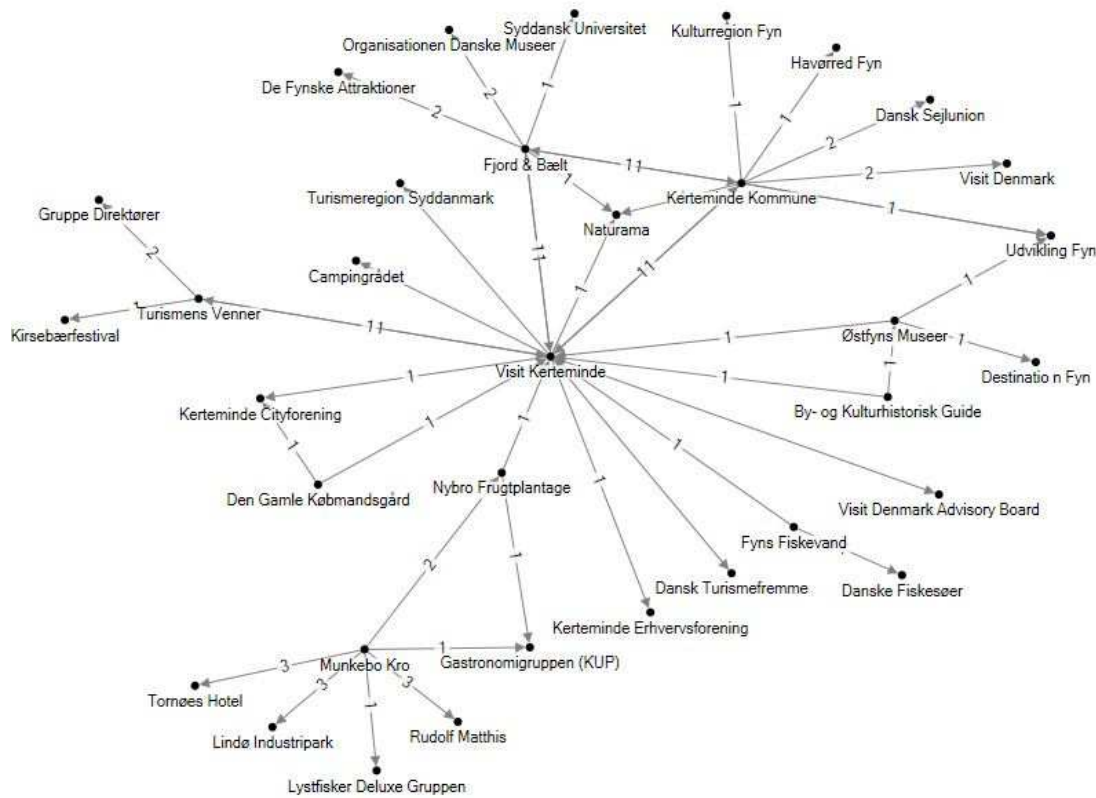 Syddansk Universitet
Kulturregion Fyn
Organisationen Danske Museer
Havørred Fyn
De Fynske Attraktioner
1
2
1
1
Dansk Sejlunion
2
2
Fjord & Bælt
11
2
Visit Denmark
1
Kerteminde Kommune
Turismeregion Syddanmark
1
Gruppe Direktører
Naturama
Udvikling Fyn
2
11
11
Campingrådet
1
1
1
Turismens Venner
Kirsebærfestival
11
1
Østfyns Museer
1
Visit Kerteminde
Destinatio n Fyn
1
1
1
Kerteminde Cityforening
By- og Kulturhistorisk Guide
1
1
1
1
Den Gamle Købmandsgård
Nybro Frugtplantage
1
Visit Denmark Advisory Board
Fyns Fiskevand
1
2
Dansk Turismefremme
Danske Fiskesøer
Kerteminde Erhvervsforening
1
Munkebo Kro
Gastronomigruppen (KUP)
3
3
3
Tornøes Hotel
1
Lindø Industripark
Rudolf Matthis
Lystfisker Deluxe Gruppen